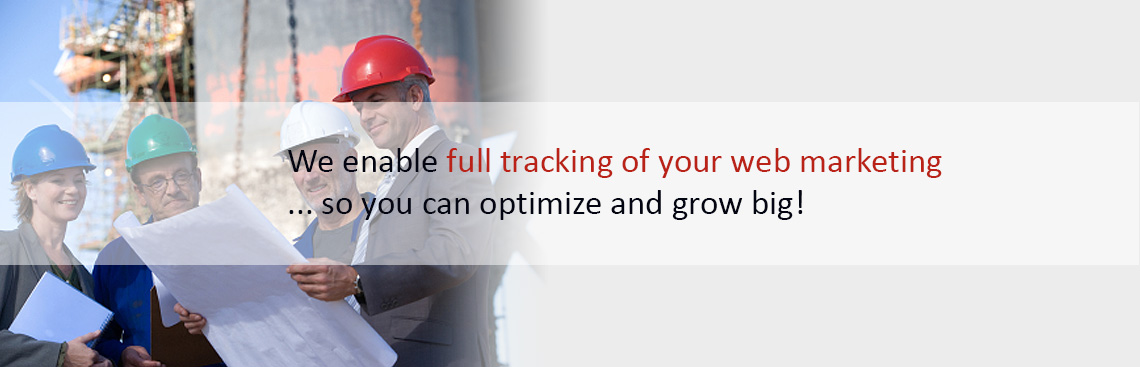 We enable full tracking of your web marketing
... so you can optimize and grow big!